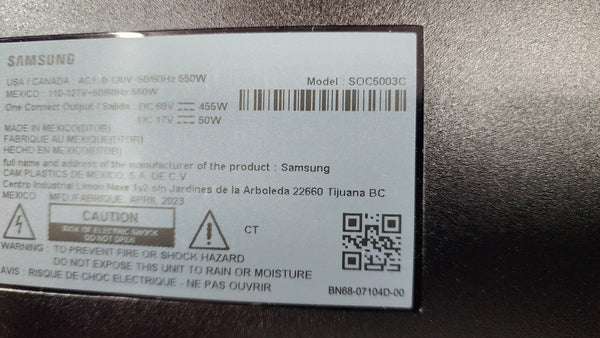 SAMSUNG
USA / CANADA : AC110-120V~50/60Hz 550W
Model : SOC5003C
MEXICO : 110-127V~50/60Hz 550W
One Connect Output / Salida : DC 68V 455W
DC 17V 50W
MADE IN MEXICO(DTOB)
FABRIQUÉ AU MEXIQUE(DTOB)
HECHO EN MEXICO(DTOB)
full name and address of the manufacturer of the product : Samsung
CAM PLASTICS DE MEXICO. S.A. DE C.V
Centro Industrial Limon Nave 1y2 s/n Jardines de la Arboleda 22660 Tijuana BC
MEXICO MFD./FABRIQUE. APRIL 2023
CAUTION
RISK OF ELECTRIC SHOCK
DO NOT OPEN
CT
WARNING : TO PREVENT FIRE OR SHOCK HAZARD
DO NOT EXPOSE THIS UNIT TO RAIN OR MOISTURE
AVIS : RISQUE DE CHOC ELECTRIQUE - NE PAS OUVRIR
BN68-07104D-00